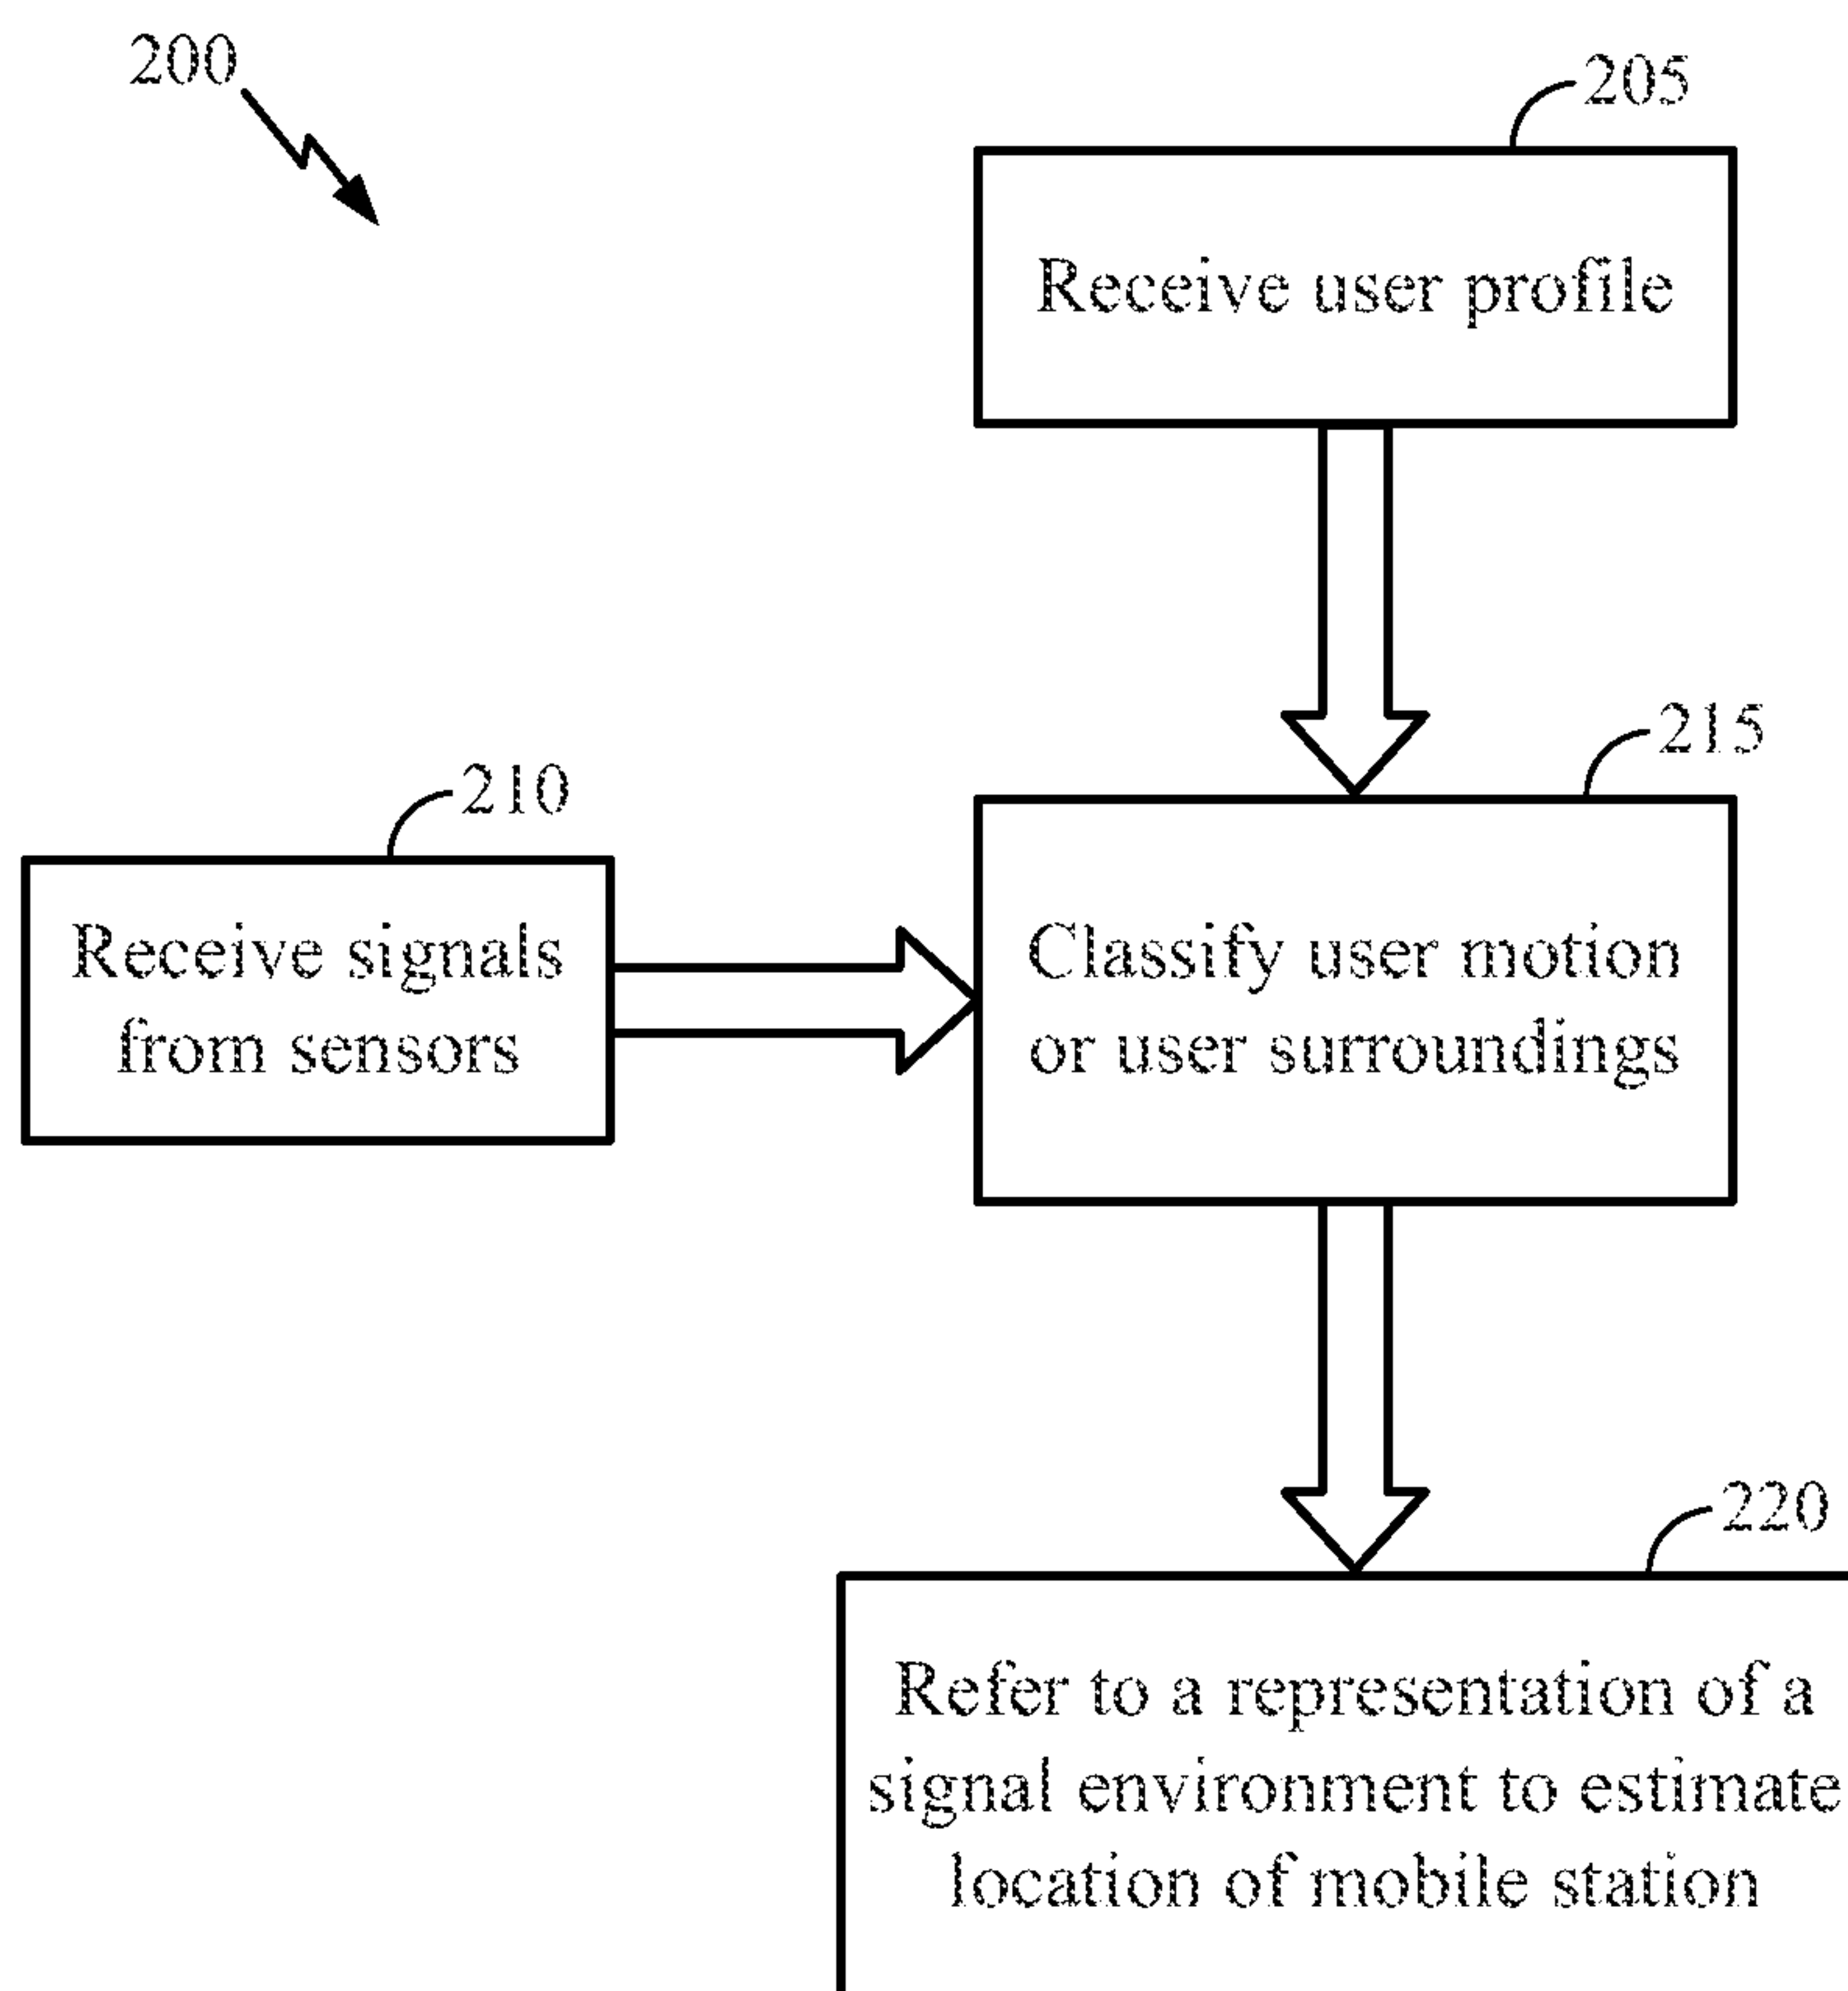 200
205
Receive user profile
215
210
Receive signals
from sensors
Classify user motion
or user surroundings
220
Refer to a representation of a
signal environment to estimate
location of mobile station